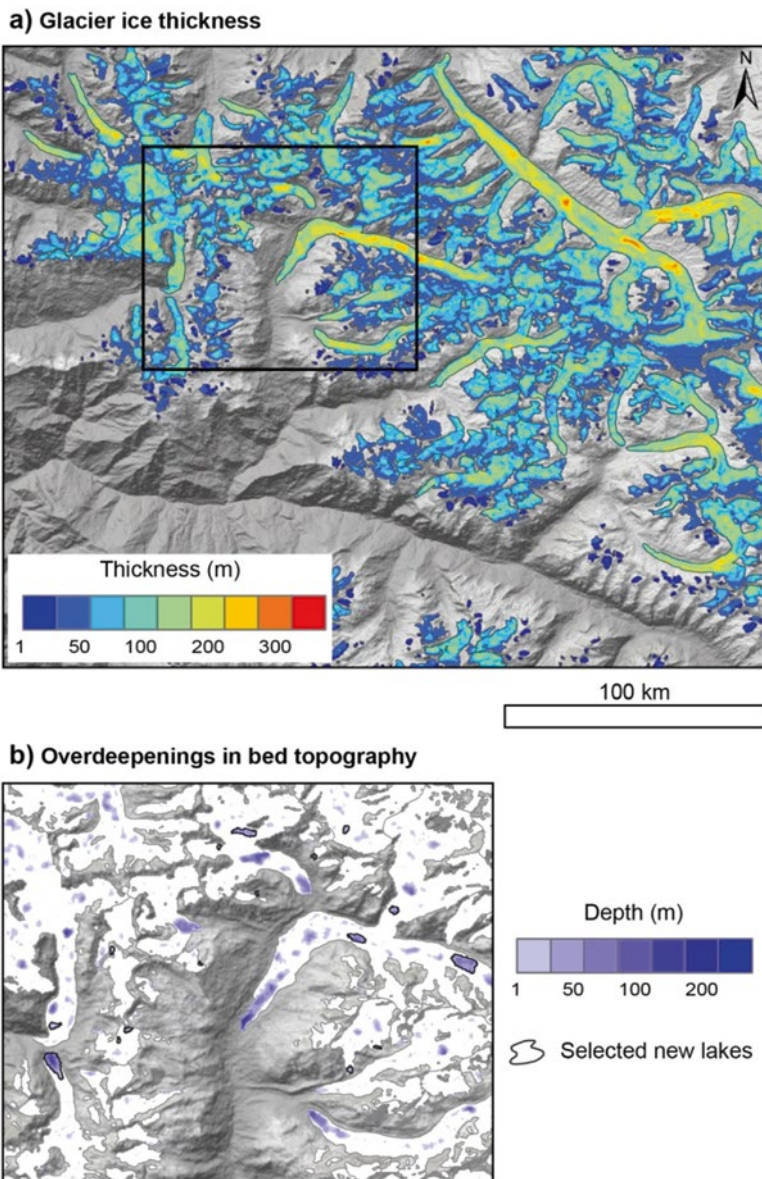 a) Glacier ice thickness
N
Thickness (m)
1 50 100 200 300
100 km
b) Overdeepenings in bed topography
Depth (m)
1 50 100 200
Selected new lakes